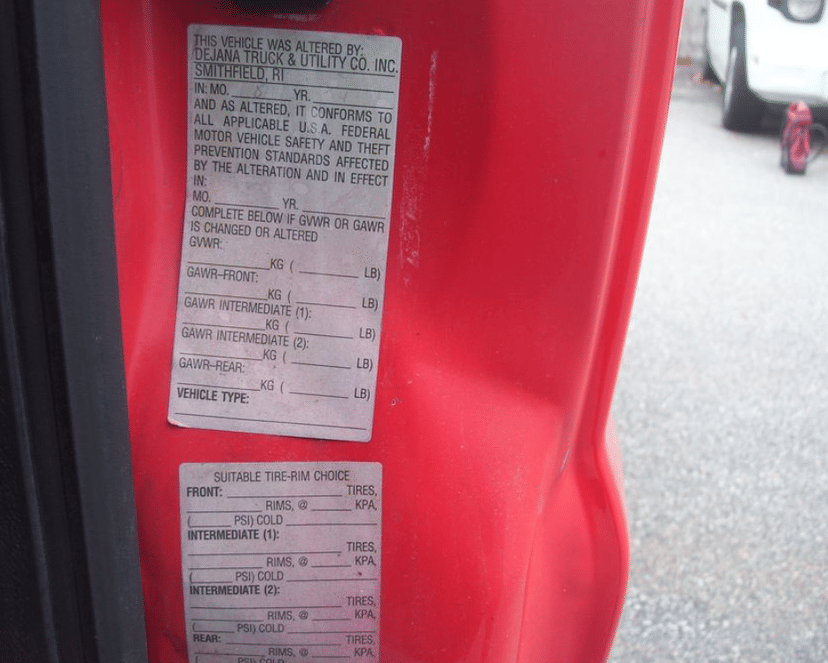 THIS VEHICLE WAS ALTERED BY:
DEJANA TRUCK & UTILITY CO. INC.
SMITHFIELD, RI
IN: MO. 8 YR.
AND AS ALTERED, IT CONFORMS TO
ALL APPLICABLE U.S.A. FEDERAL
MOTOR VEHICLE SAFETY AND THEFT
PREVENTION STANDARDS AFFECTED
BY THE ALTERATION AND IN EFFECT
IN:
MO. YR.
COMPLETE BELOW IF GVWR OR GAWR
IS CHANGED OR ALTERED
GVWR:
KG ( LB)
GAWR-FRONT:
KG ( LB)
GAWR INTERMEDIATE (1):
KG ( LB)
GAWR INTERMEDIATE (2):
KG ( LB)
GAWR-REAR:
KG ( LB)
VEHICLE TYPE:
SUITABLE TIRE-RIM CHOICE
FRONT: TIRES,
RIMS, @ KPA,
( PSI) COLD
INTERMEDIATE (1):
TIRES,
RIMS, @ KPA,
( PSI) COLD
INTERMEDIATE (2):
TIRES,
RIMS, @ KPA,
( PSI) COLD
REAR: TIRES,
RIMS, @ KPA,
PSI) COLD